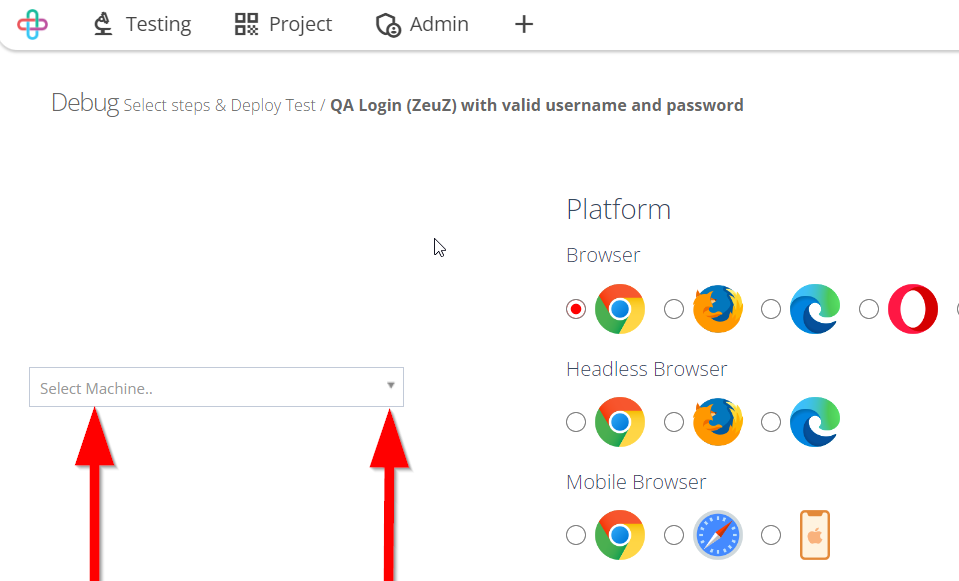 Testing Project Admin
Debug Select steps & Deploy Test / QA Login (ZeuZ) with valid username and password
Platform
Browser
Select Machine..
Headless Browser
Mobile Browser